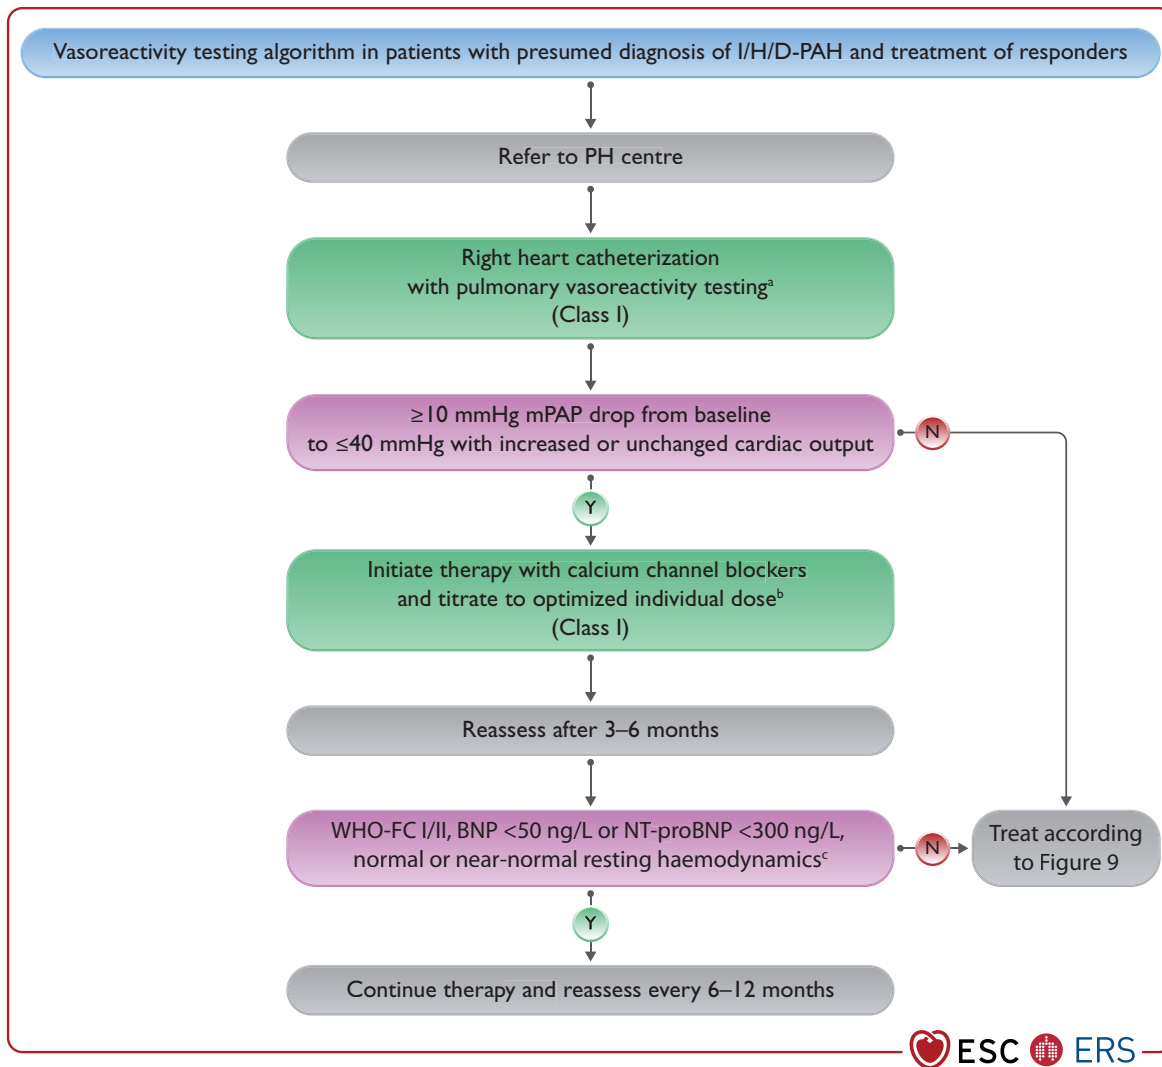 Vasoreactivity testing algorithm in patients with presumed diagnosis of I/H/D-PAH and treatment of responders
Refer to PH centre
Right heart catheterization
with pulmonary vasoreactivity testingᵃ
(Class I)
≥10 mmHg mPAP drop from baseline
to ≤40 mmHg with increased or unchanged cardiac output
N
Y
Initiate therapy with calcium channel blockers
and titrate to optimized individual doseᵇ
(Class I)
Reassess after 3–6 months
WHO-FC I/II, BNP <50 ng/L or NT-proBNP <300 ng/L,
normal or near-normal resting haemodynamicsᶜ
N
Treat according
to Figure 9
Y
Continue therapy and reassess every 6–12 months
ESC ERS